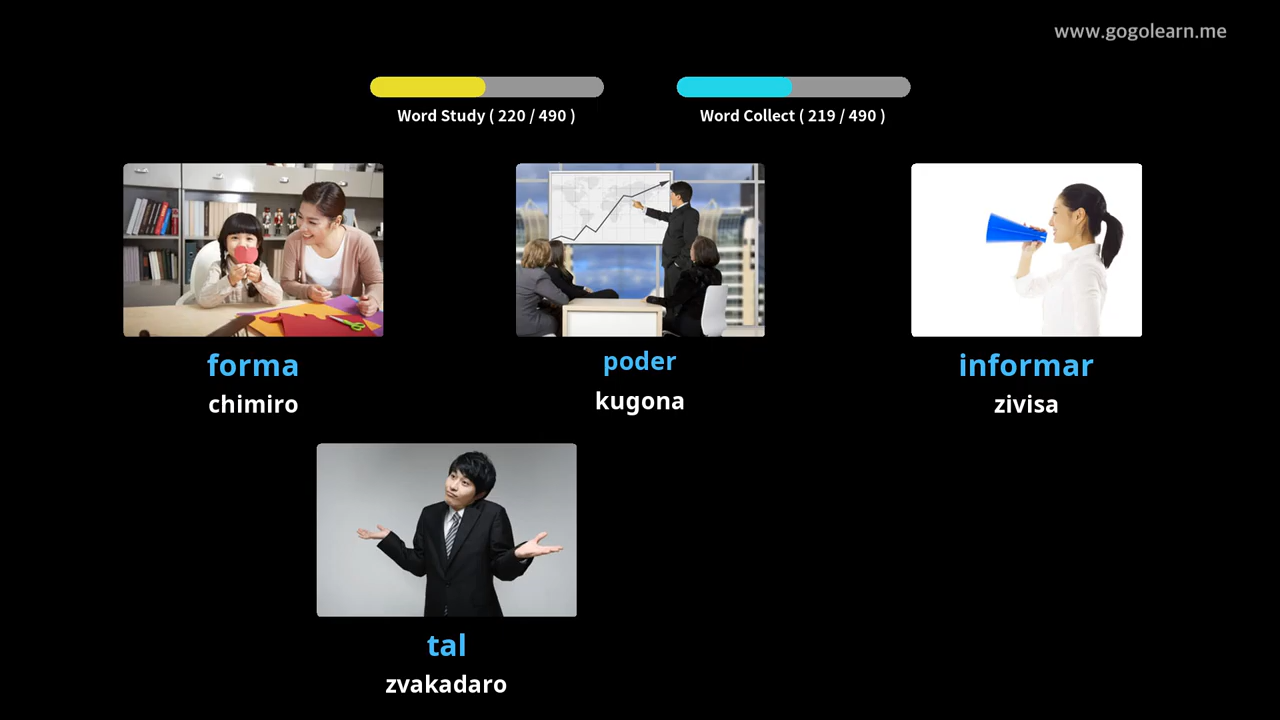 www.gogolearn.me
Word Study ( 220 / 490 )
Word Collect ( 219 / 490 )
forma
chimiro
poder
kugona
informar
zivisa
tal
zvakadaro